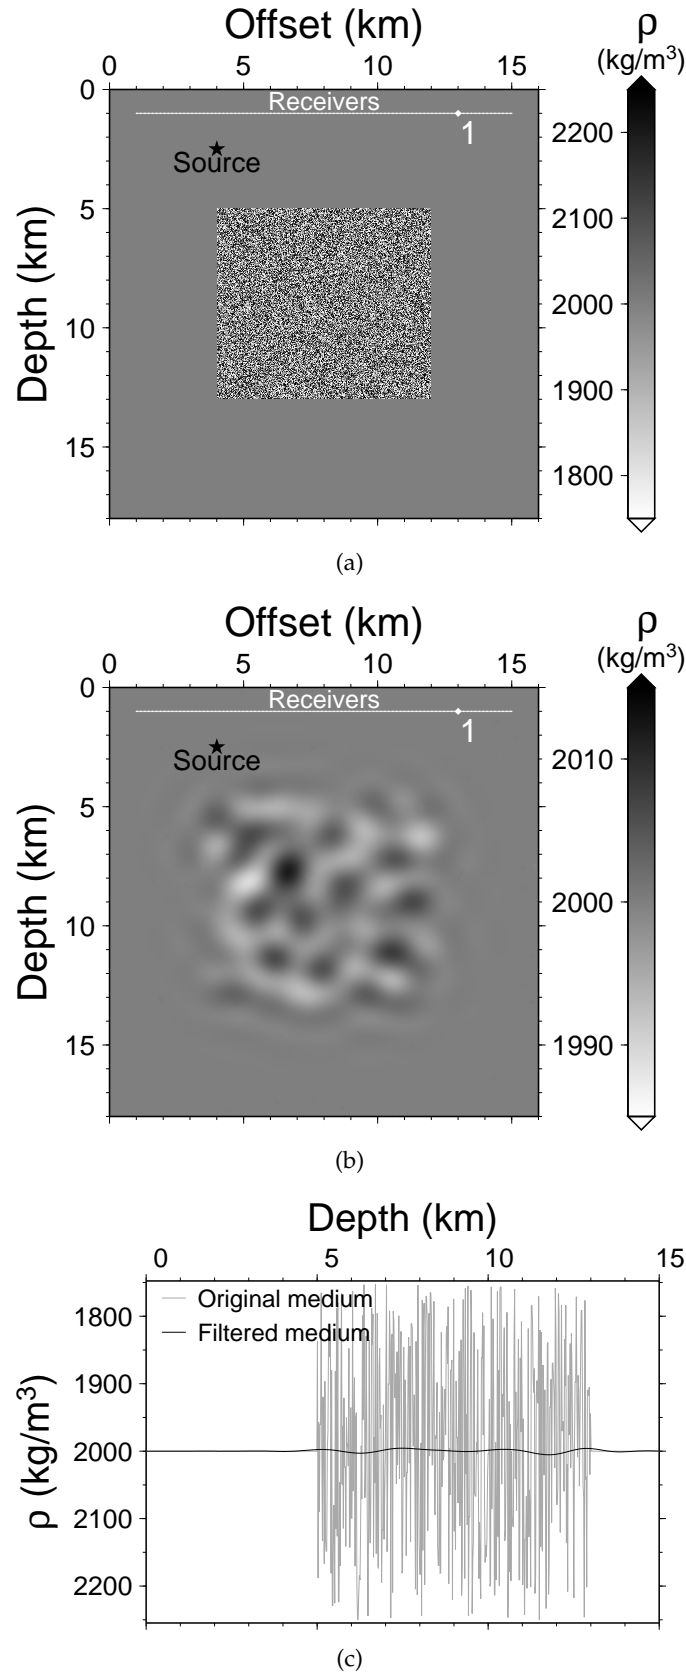 Offset (km)
ρ
(kg/m3)
0 5 10 15
0
Receivers
1
Source
5
Depth (km)
10
15
2200
2100
2000
1900
1800
(a)
Offset (km)
ρ
(kg/m3)
0 5 10 15
0
Receivers
1
Source
5
Depth (km)
10
15
2010
2000
1990
(b)
Depth (km)
0 5 10 15
Original medium
Filtered medium
ρ (kg/m3)
1800
1900
2000
2100
2200
(c)